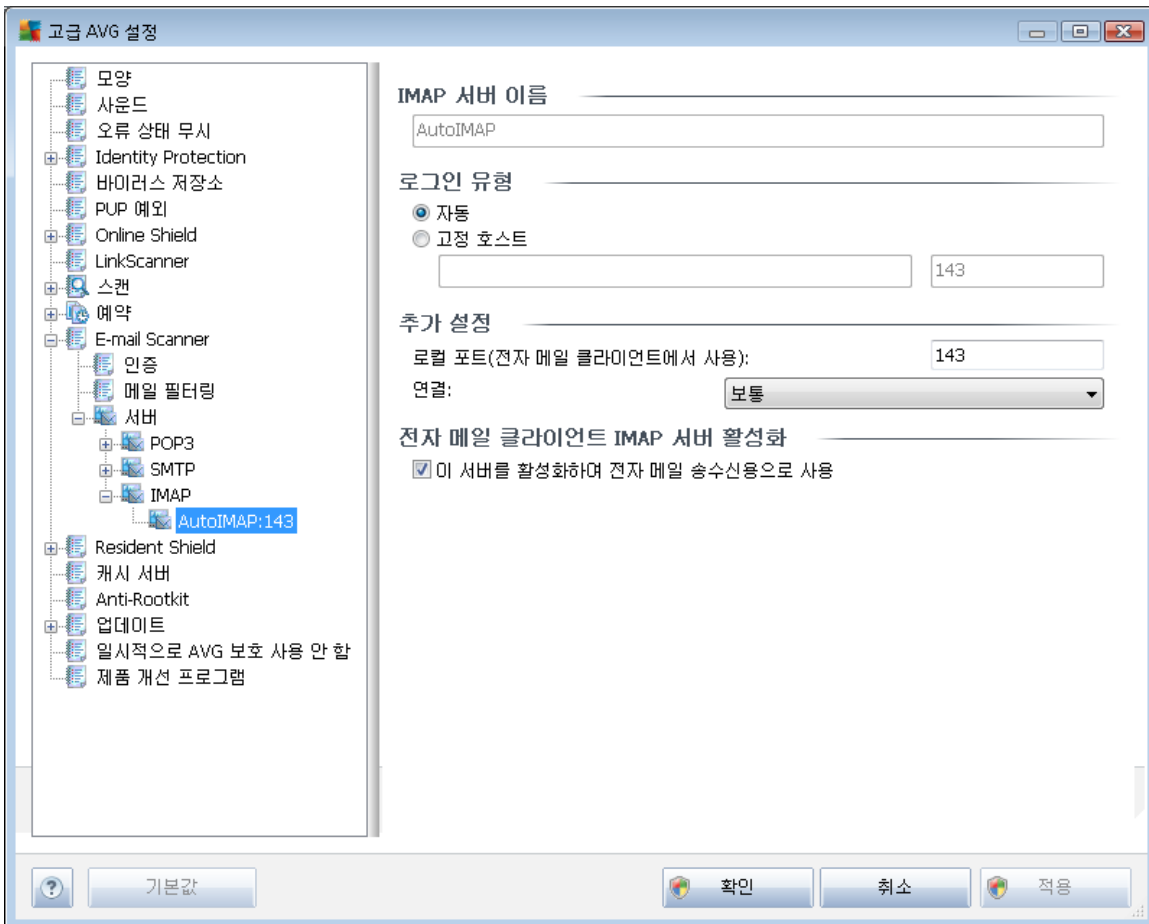 고급 AVG 설정
모양
사운드
오류 상태 무시
Identity Protection
바이러스 저장소
PUP 예외
Online Shield
LinkScanner
스캔
예약
E-mail Scanner
인증
메일 필터링
서버
POP3
SMTP
IMAP
AutoIMAP:143
Resident Shield
캐시 서버
Anti-Rootkit
업데이트
일시적으로 AVG 보호 사용 안 함
제품 개선 프로그램
IMAP 서버 이름
AutoIMAP
로그인 유형
자동
고정 호스트
143
추가 설정
로컬 포트(전자 메일 클라이언트에서 사용): 143
연결: 보통
전자 메일 클라이언트 IMAP 서버 활성화
이 서버를 활성화하여 전자 메일 송수신용으로 사용
기본값 확인 취소 적용